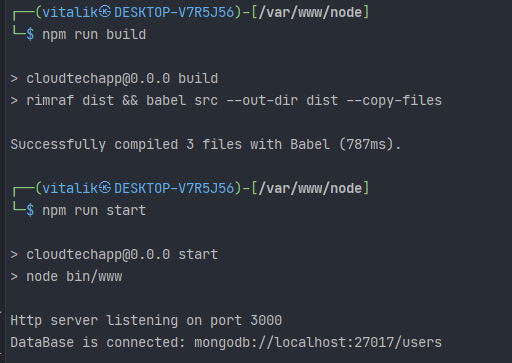 ┌──(vitalik㉿DESKTOP-V7R5J56)-[/var/www/node]
└─$ npm run build
> cloudtechapp@0.0.0 build
> rimraf dist && babel src --out-dir dist --copy-files
Successfully compiled 3 files with Babel (787ms).
┌──(vitalik㉿DESKTOP-V7R5J56)-[/var/www/node]
└─$ npm run start
> cloudtechapp@0.0.0 start
> node bin/www
Http server listening on port 3000
DataBase is connected: mongodb://localhost:27017/users